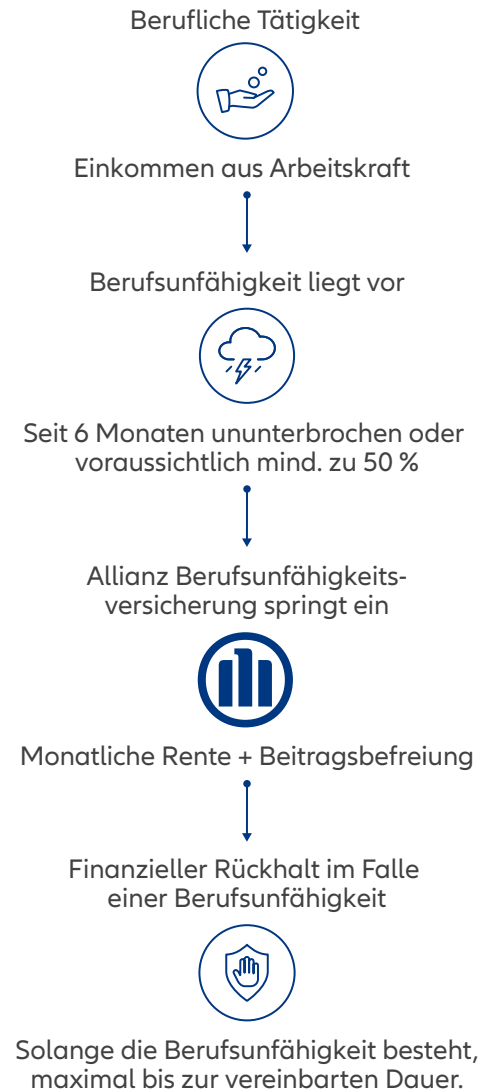 Berufliche Tätigkeit
Einkommen aus Arbeitskraft
Berufsunfähigkeit liegt vor
Seit 6 Monaten ununterbrochen oder
voraussichtlich mind. zu 50 %
Allianz Berufsunfähigkeits-
versicherung springt ein
Monatliche Rente + Beitragsbefreiung
Finanzieller Rückhalt im Falle
einer Berufsunfähigkeit
Solange die Berufsunfähigkeit besteht,
maximal bis zur vereinbarten Dauer.